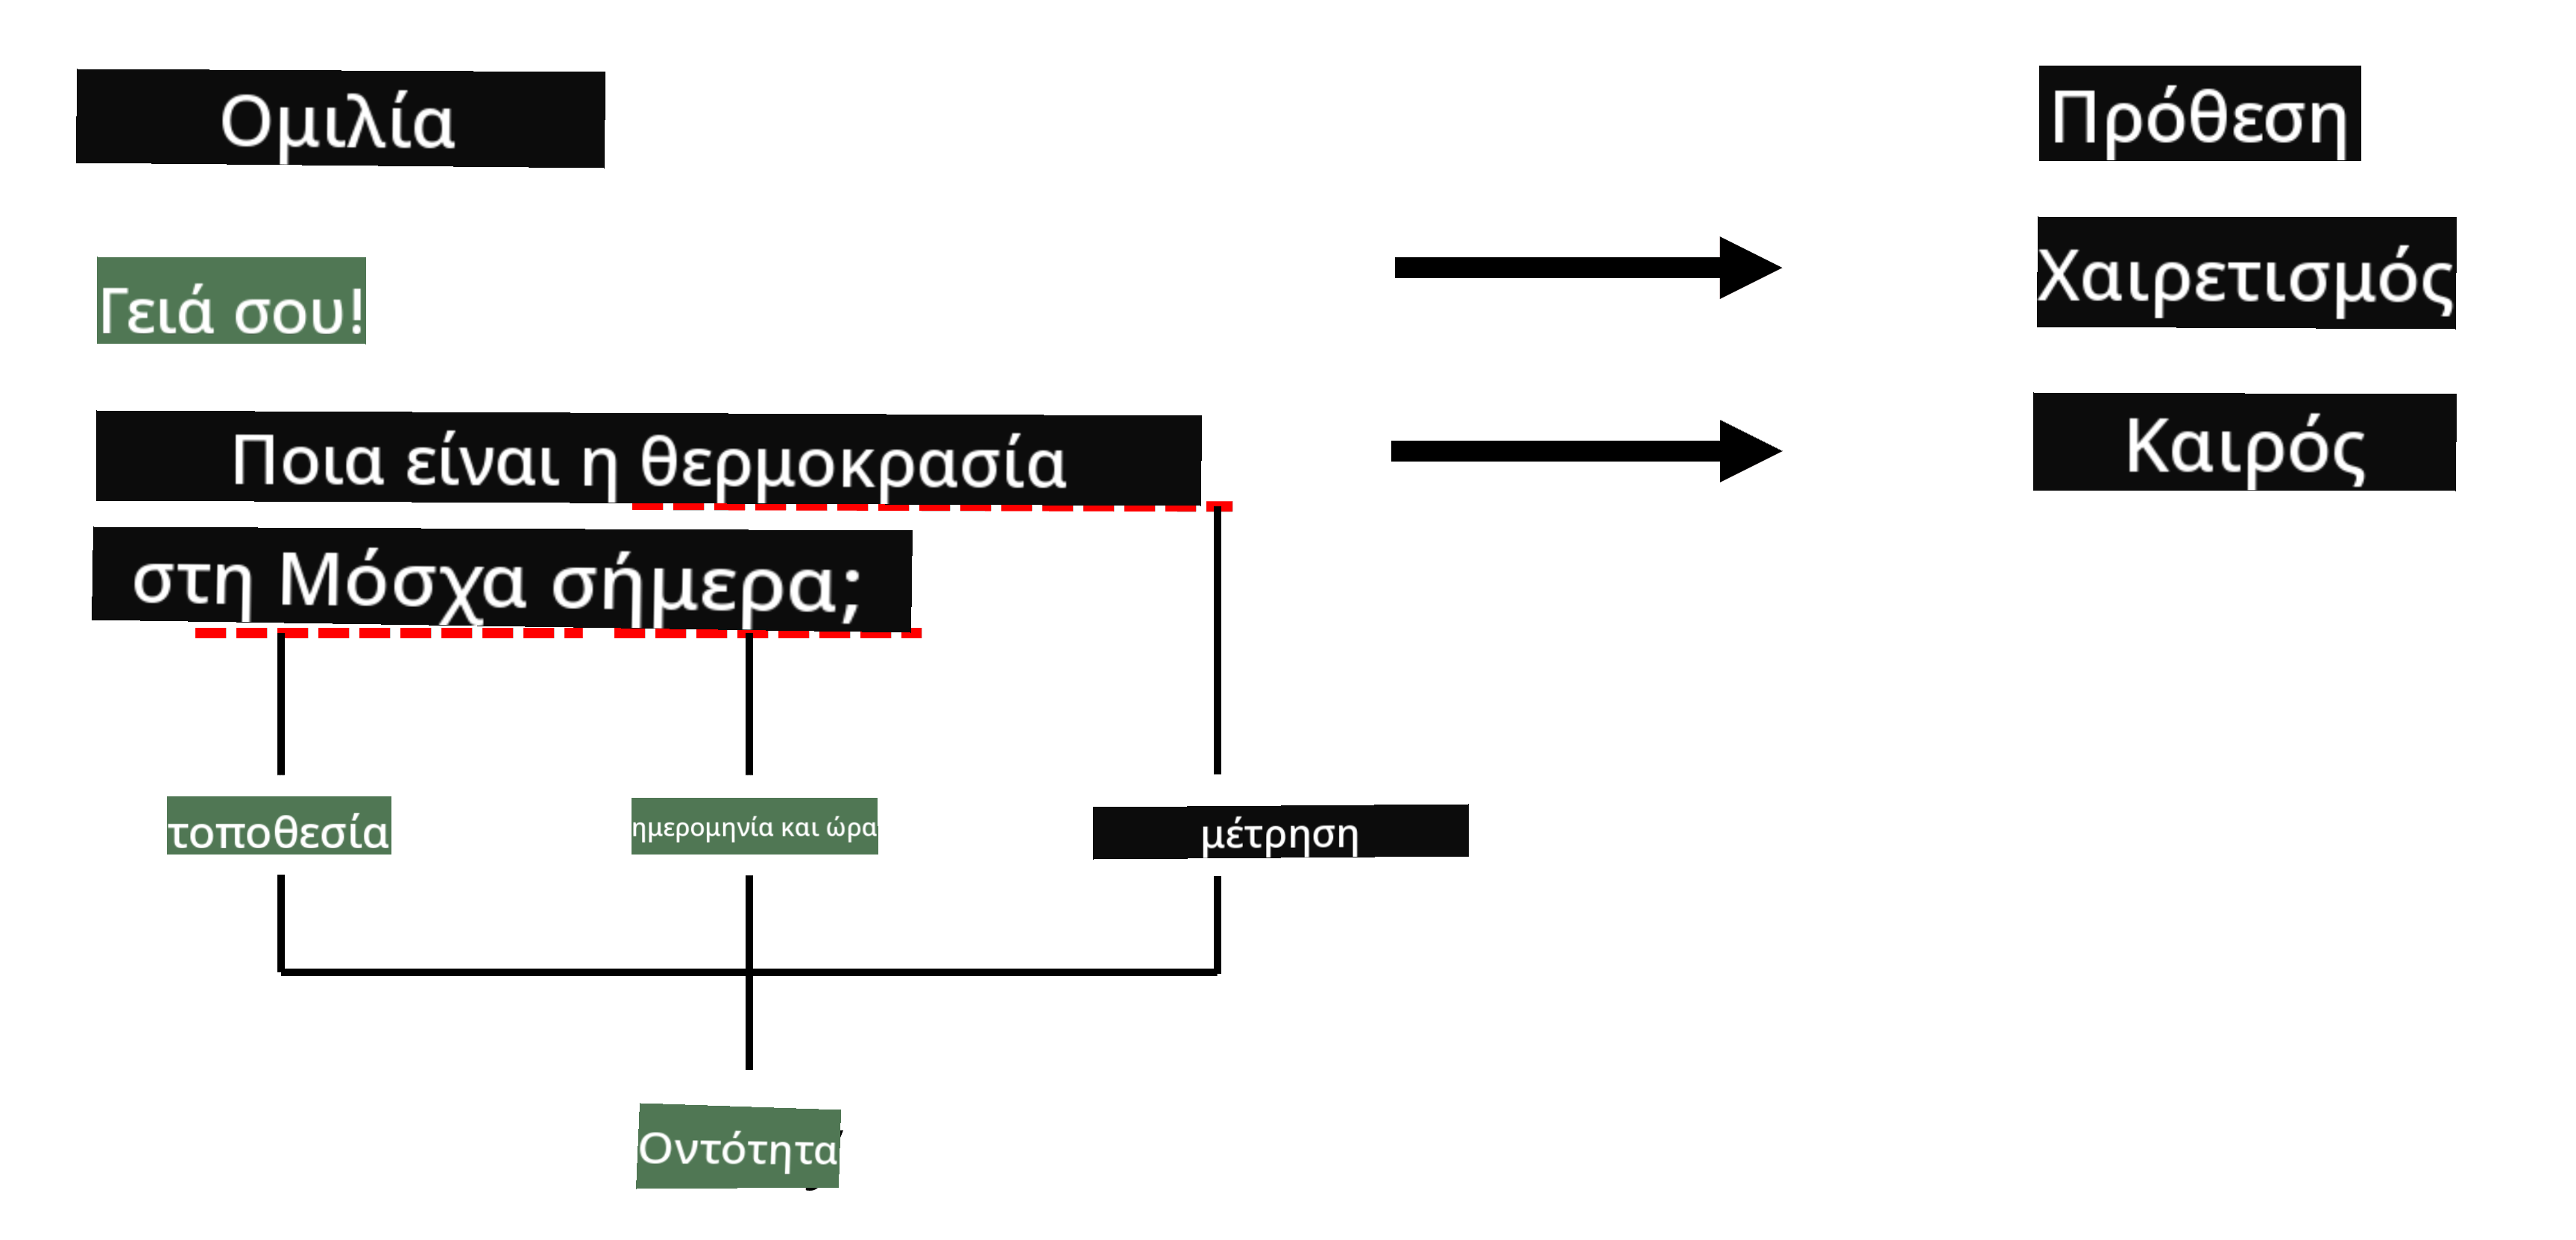 Ομιλία
Πρόθεση
Γειά σου!
Χαιρετισμός
Ποια είναι η θερμοκρασία
Καιρός
στη Μόσχα σήμερα;
τοποθεσία
ημερομηνία και ώρα
μέτρηση
Οντότητα